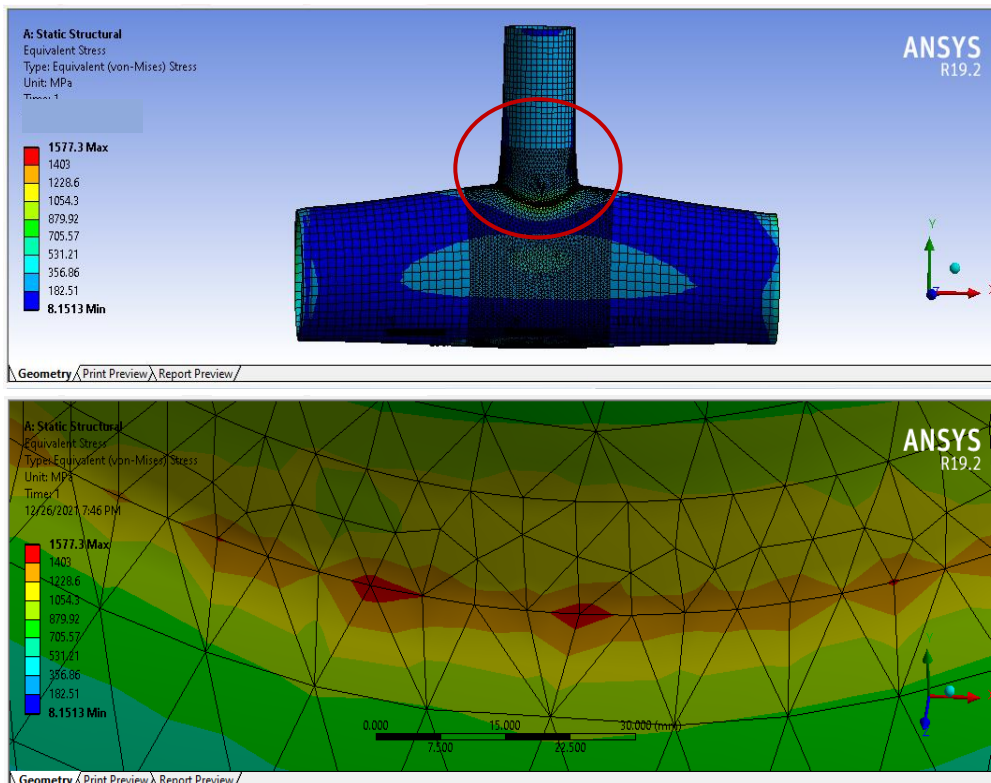 A: Static Structural
Equivalent Stress
Type: Equivalent (von-Mises) Stress
Unit: MPa
Time: 1
1577.3 Max
1403
1228.6
1054.3
879.92
705.57
531.21
356.86
182.51
8.1513 Min
ANSYS
R19.2
Y
X
Z
Geometry Print Preview Report Preview
A: Static Structural
Equivalent Stress
Type: Equivalent (von-Mises) Stress
Unit: MPa
Time: 1
12/26/2021 7:46 PM
1577.3 Max
1403
1228.6
1054.3
879.92
705.57
531.21
356.86
182.51
8.1513 Min
ANSYS
R19.2
0.000 15.000 30.000 (mm)
7.500 22.500
Y
X
Z
Geometry Print Preview Report Preview